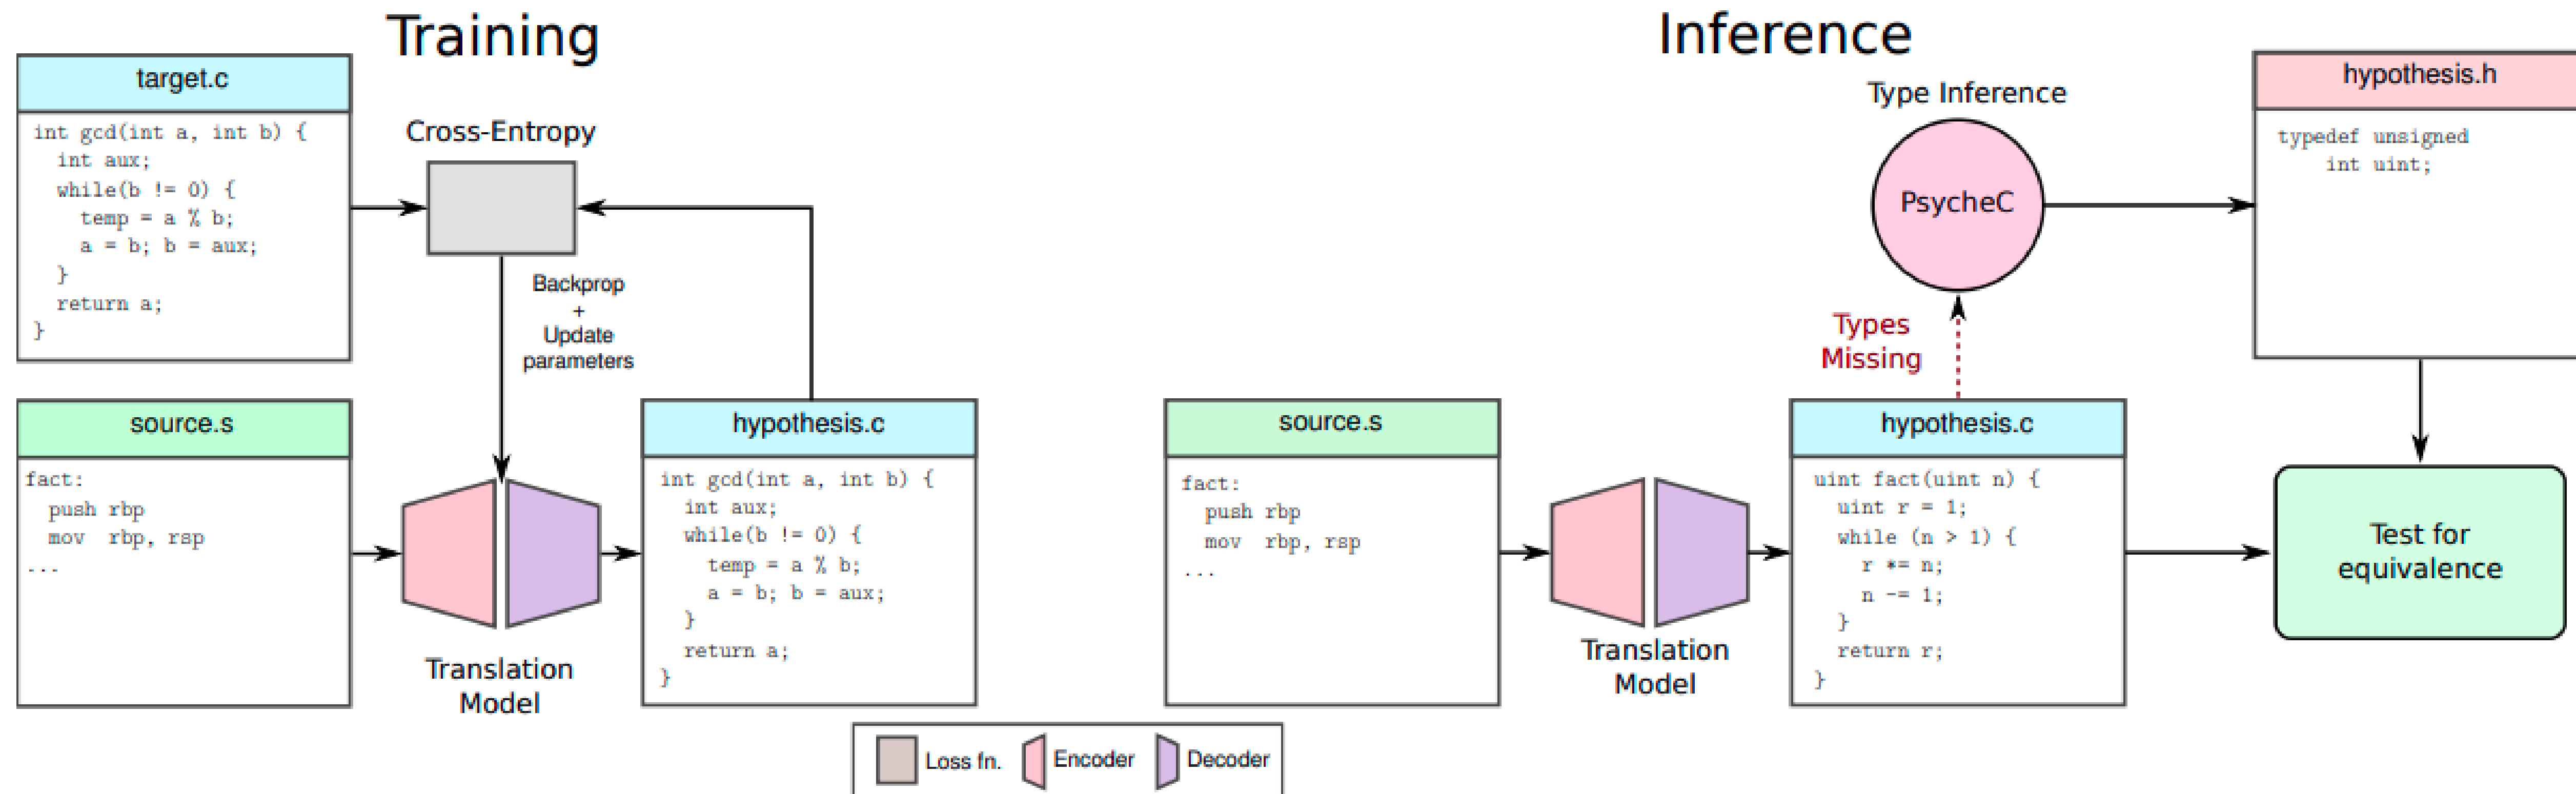 Training
target.c
int gcd(int a, int b) {
int aux;
while(b != 0) {
temp = a % b;
a = b; b = aux;
}
return a;
}
Cross-Entropy
Backprop
+
Update
parameters
source.s
fact:
push rbp
mov rbp, rsp
...
Translation
Model
hypothesis.c
int gcd(int a, int b) {
int aux;
while(b != 0) {
temp = a % b;
a = b; b = aux;
}
return a;
}
Inference
Type Inference
PsycheC
hypothesis.h
typedef unsigned
int uint;
Types
Missing
source.s
fact:
push rbp
mov rbp, rsp
...
Translation
Model
hypothesis.c
uint fact(uint n) {
uint r = 1;
while (n > 1) {
r *= n;
n -= 1;
}
return r;
}
Test for
equivalence
Loss fn. Encoder Decoder